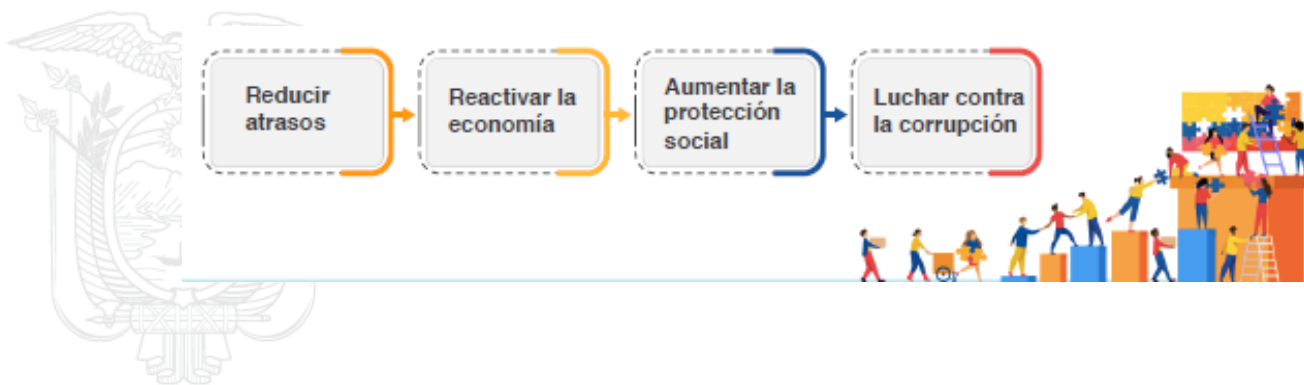 Reducir
atrasos
Reactivar la
economía
Aumentar la
protección
social
Luchar contra
la corrupción